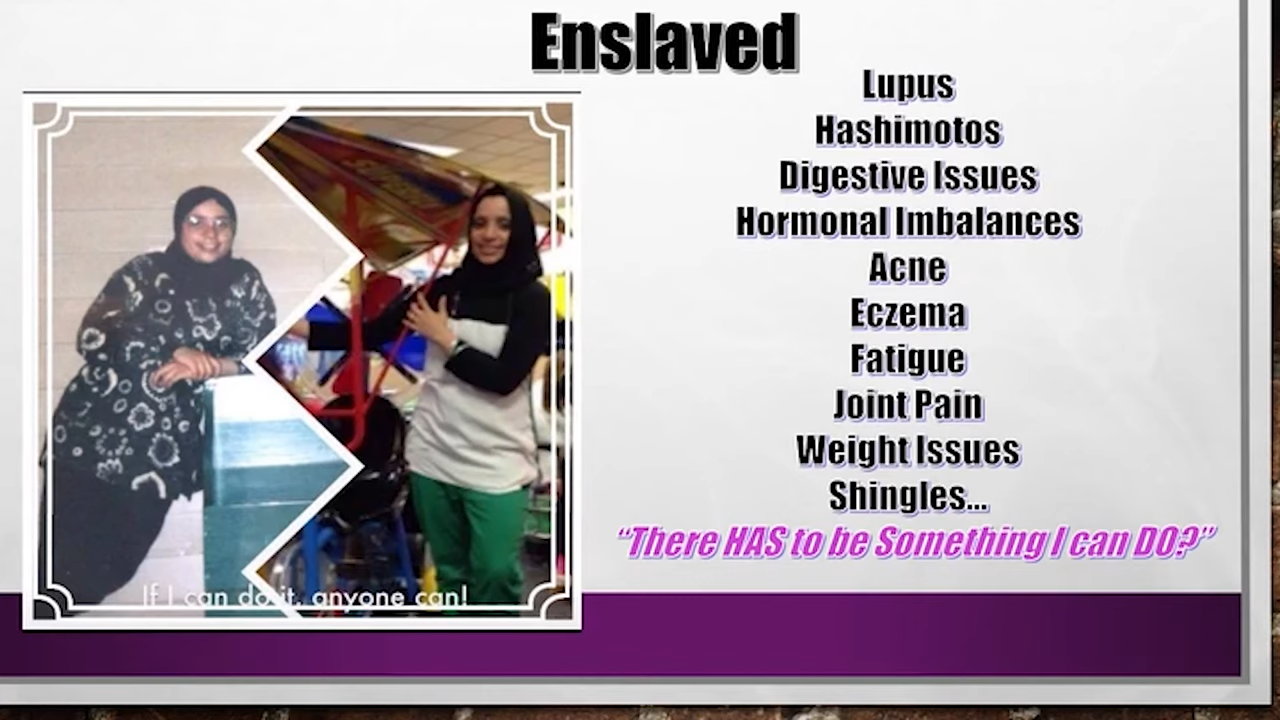 Enslaved
Lupus
Hashimotos
Digestive Issues
Hormonal Imbalances
Acne
Eczema
Fatigue
Joint Pain
Weight Issues
Shingles...
“There HAS to be Something I can DO?”
If I can do it, anyone can!